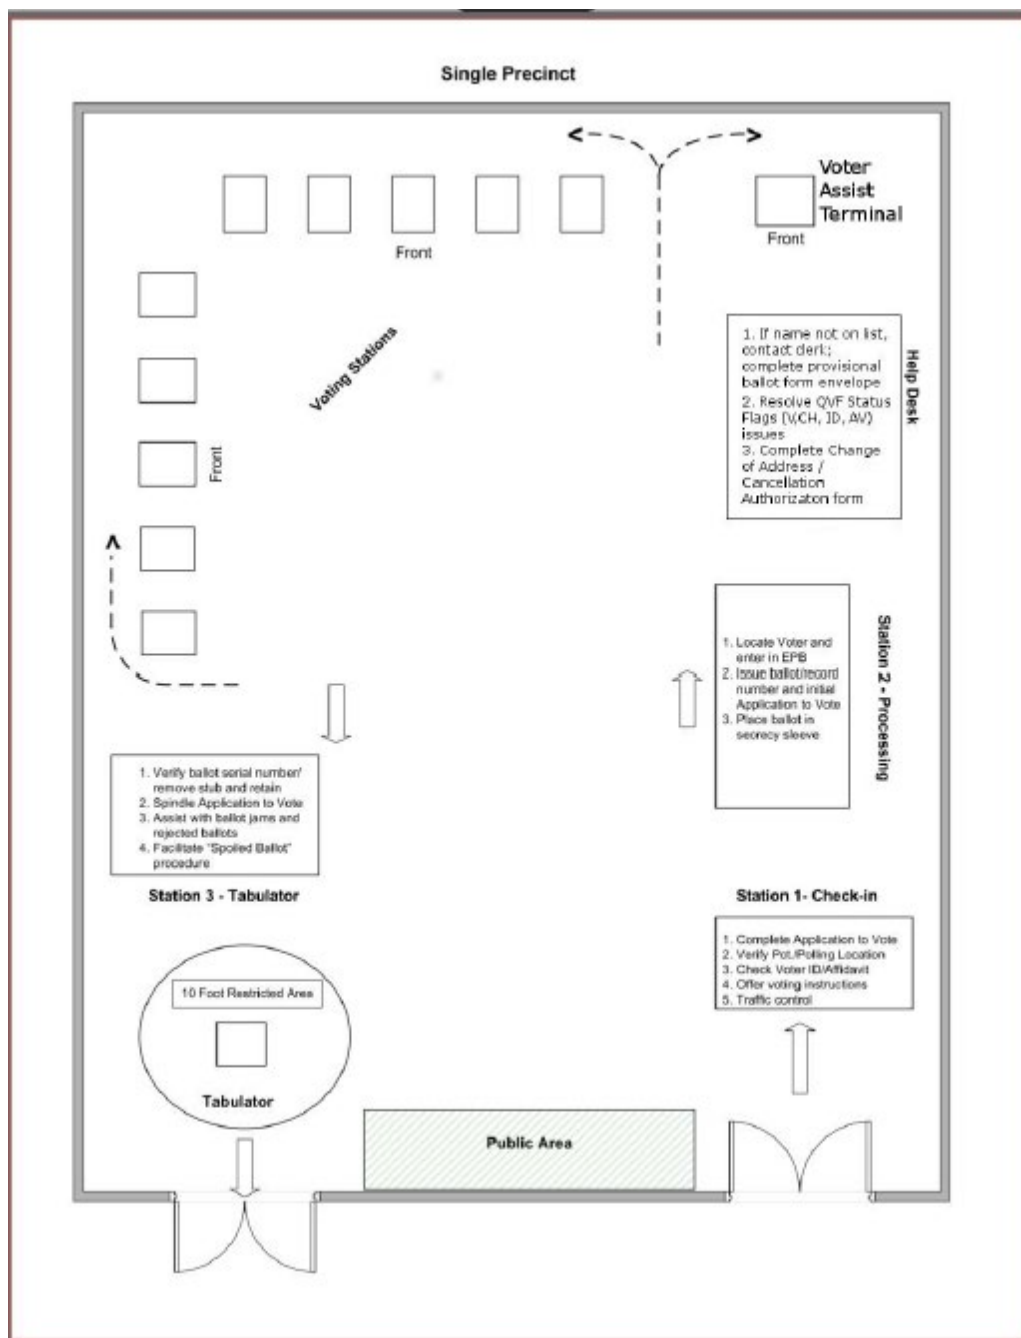 Single Precinct
Voter
Assist
Terminal
Front
Front
Voting Stations
Front
1. If name not on list,
contact clerk;
complete provisional
ballot form envelope
2. Resolve QVF Status
Flags (V,CH, ID, AV)
issues
3. Complete Change
of Address /
Cancellation
Authorizaton form
Help Desk
1. Locate Voter and
enter in EPB
2. Issue ballot/record
number and initial
Application to Vote
3. Place ballot in
secrecy sleeve
Station 2 - Processing
1. Verify ballot serial number/
remove stub and retain
2. Spindle Application to Vote
3. Assist with ballot jams and
rejected ballots
4. Facilitate "Spoiled Ballot"
procedure
Station 3 - Tabulator
Station 1- Check-in
1. Complete Application to Vote
2. Verify Pct./Polling Location
3. Check Voter ID/Affidavit
4. Offer voting instructions
5. Traffic control
10 Foot Restricted Area
Tabulator
Public Area